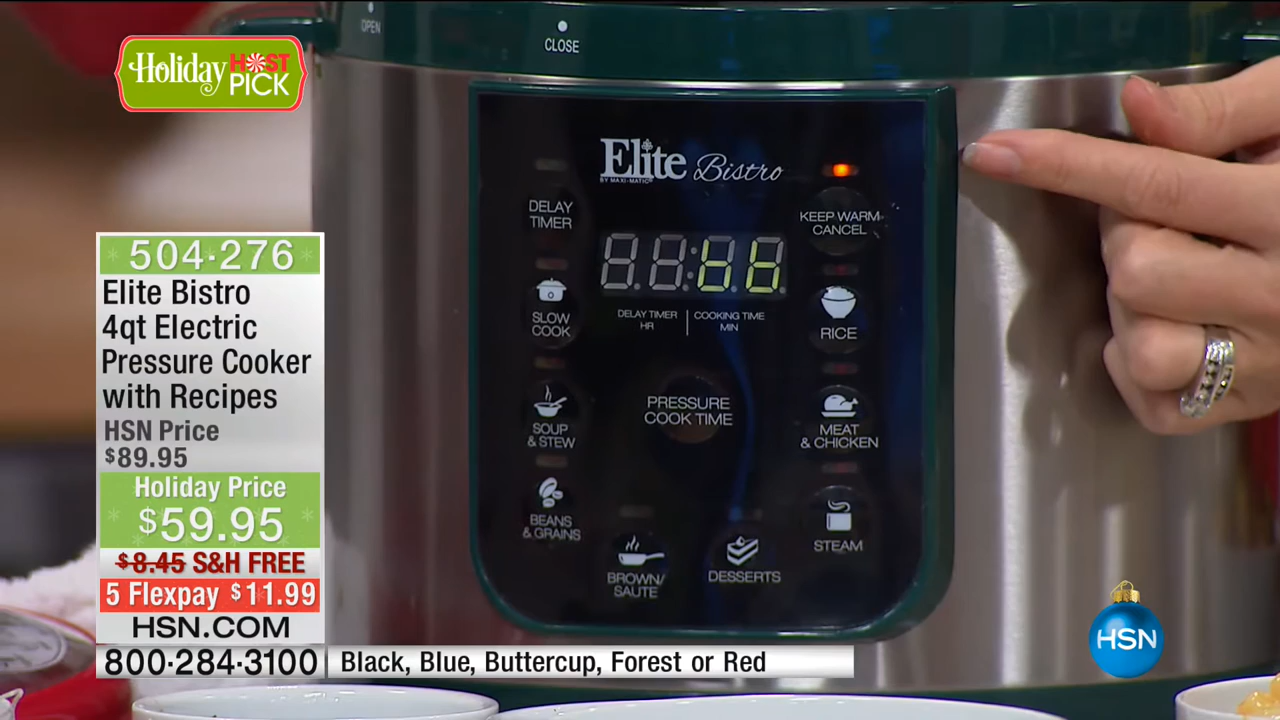 Holiday HOST
PICK
OPEN
CLOSE
Elite Bistro
BY MAXI-MATIC®
DELAY
TIMER
KEEP WARM
CANCEL
bb
DELAY TIMER
HR
COOKING TIME
MIN
SLOW
COOK
RICE
PRESSURE
COOK TIME
SOUP
& STEW
MEAT
& CHICKEN
BEANS
& GRAINS
STEAM
BROWN/
SAUTE
DESSERTS
504·276
Elite Bistro
4qt Electric
Pressure Cooker
with Recipes
HSN Price
$89.95
Holiday Price
$59.95
$8.45 S&H FREE
5 Flexpay $11.99
HSN.COM
800·284·3100
Black, Blue, Buttercup, Forest or Red
HSN